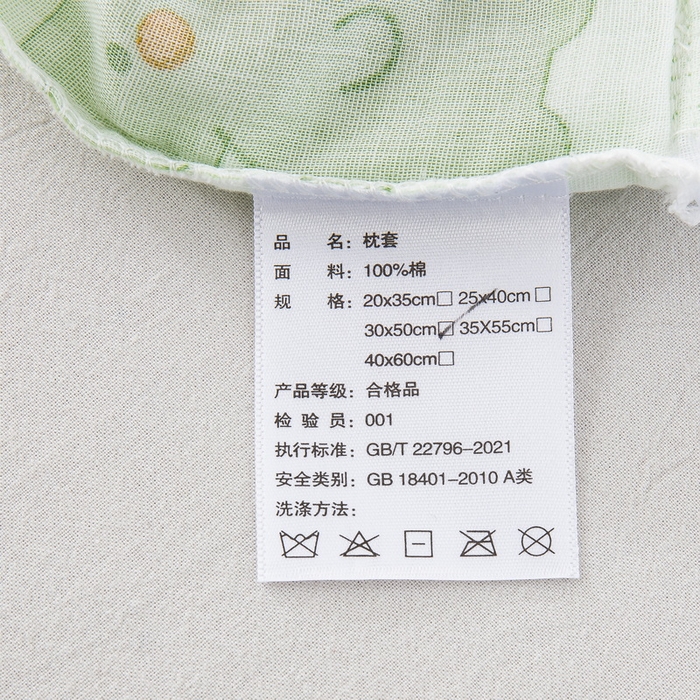 品 名：枕套
面 料：100%棉
规 格：20x35cm□ 25x40cm □
30x50cm☑ 35X55cm□
40x60cm□
产品等级：合格品
检 验 员：001
执行标准：GB/T 22796–2021
安全类别：GB 18401–2010 A类
洗涤方法：